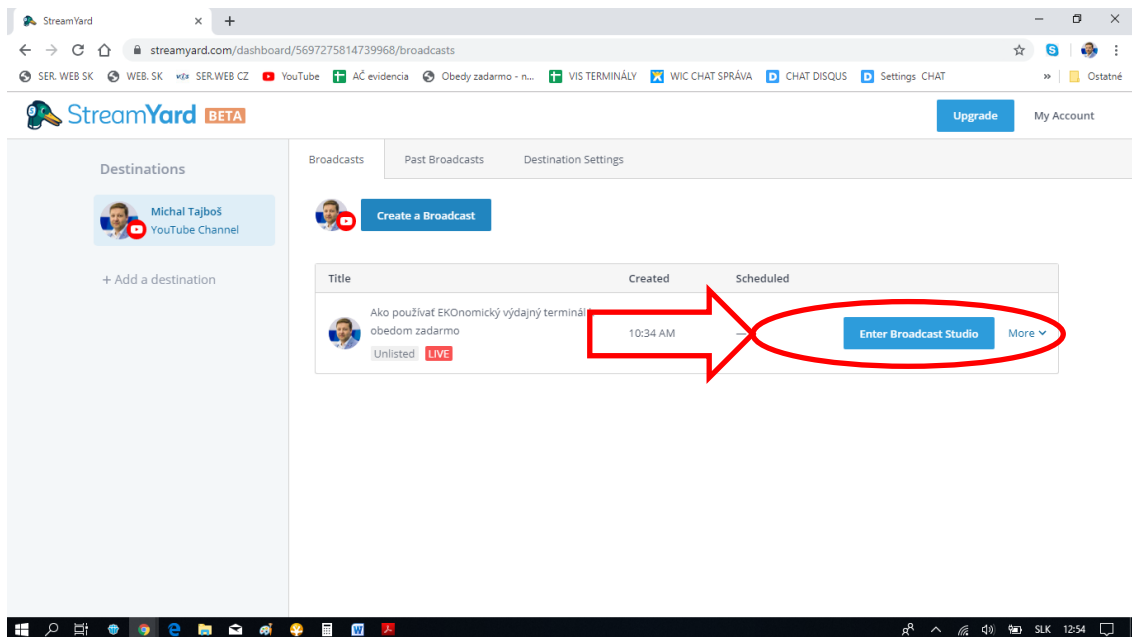 StreamYard
streamyard.com/dashboard/5697275814739968/broadcasts
SER. WEB SK WEB. SK SER.WEB CZ YouTube AČ evidencia Obedy zadarmo - n... VIS TERMINÁLY WIC CHAT SPRÁVA CHAT DISQUS Settings CHAT » Ostatné
StreamYard BETA
Upgrade
My Account
Destinations
Michal Tajboš
YouTube Channel
+ Add a destination
Broadcasts Past Broadcasts Destination Settings
Create a Broadcast
Title Created Scheduled
Ako používať EKOnomický výdajný terminál
obedom zadarmo
Unlisted LIVE
10:34 AM
—
Enter Broadcast Studio
More
SLK 12:54